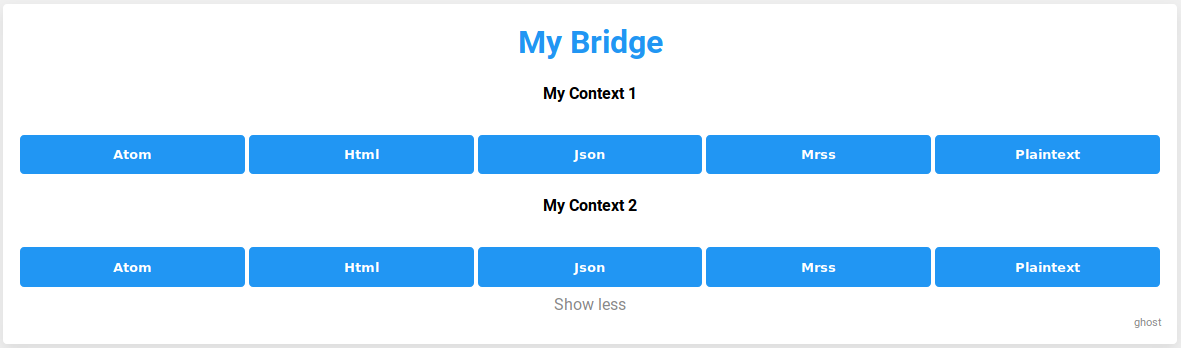 My Bridge
My Context 1
Atom Html Json Mrss Plaintext
My Context 2
Atom Html Json Mrss Plaintext
Show less
ghost